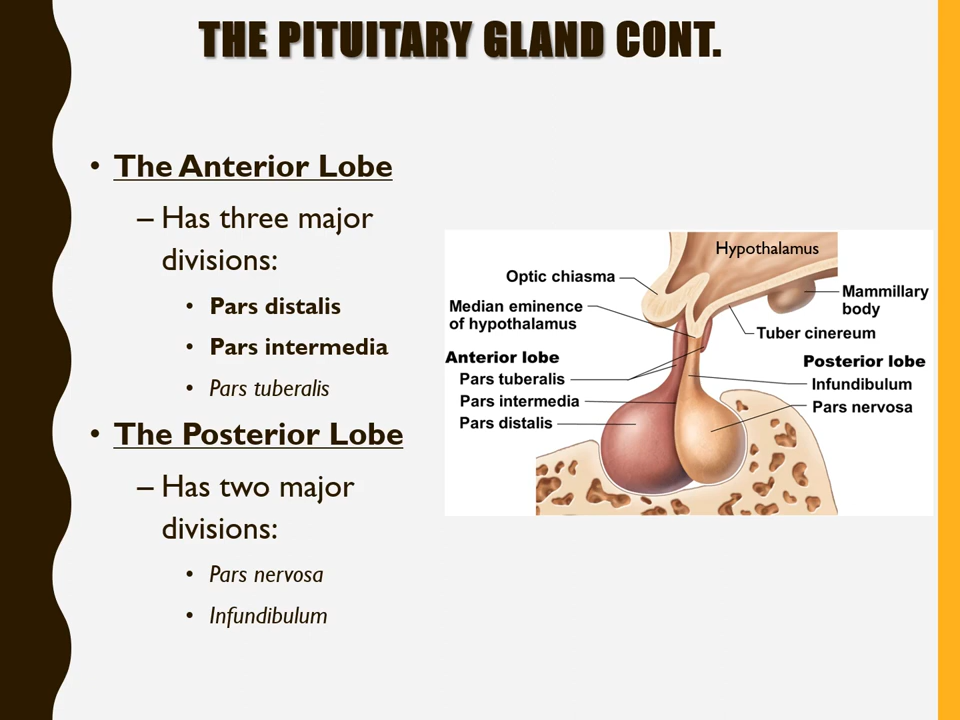 THE PITUITARY GLAND CONT.
• The Anterior Lobe
– Has three major
divisions:
• Pars distalis
• Pars intermedia
• Pars tuberalis
• The Posterior Lobe
– Has two major
divisions:
• Pars nervosa
• Infundibulum
Hypothalamus
Optic chiasma
Median eminence
of hypothalamus
Anterior lobe
Pars tuberalis
Pars intermedia
Pars distalis
Mammillary
body
Tuber cinereum
Posterior lobe
Infundibulum
Pars nervosa